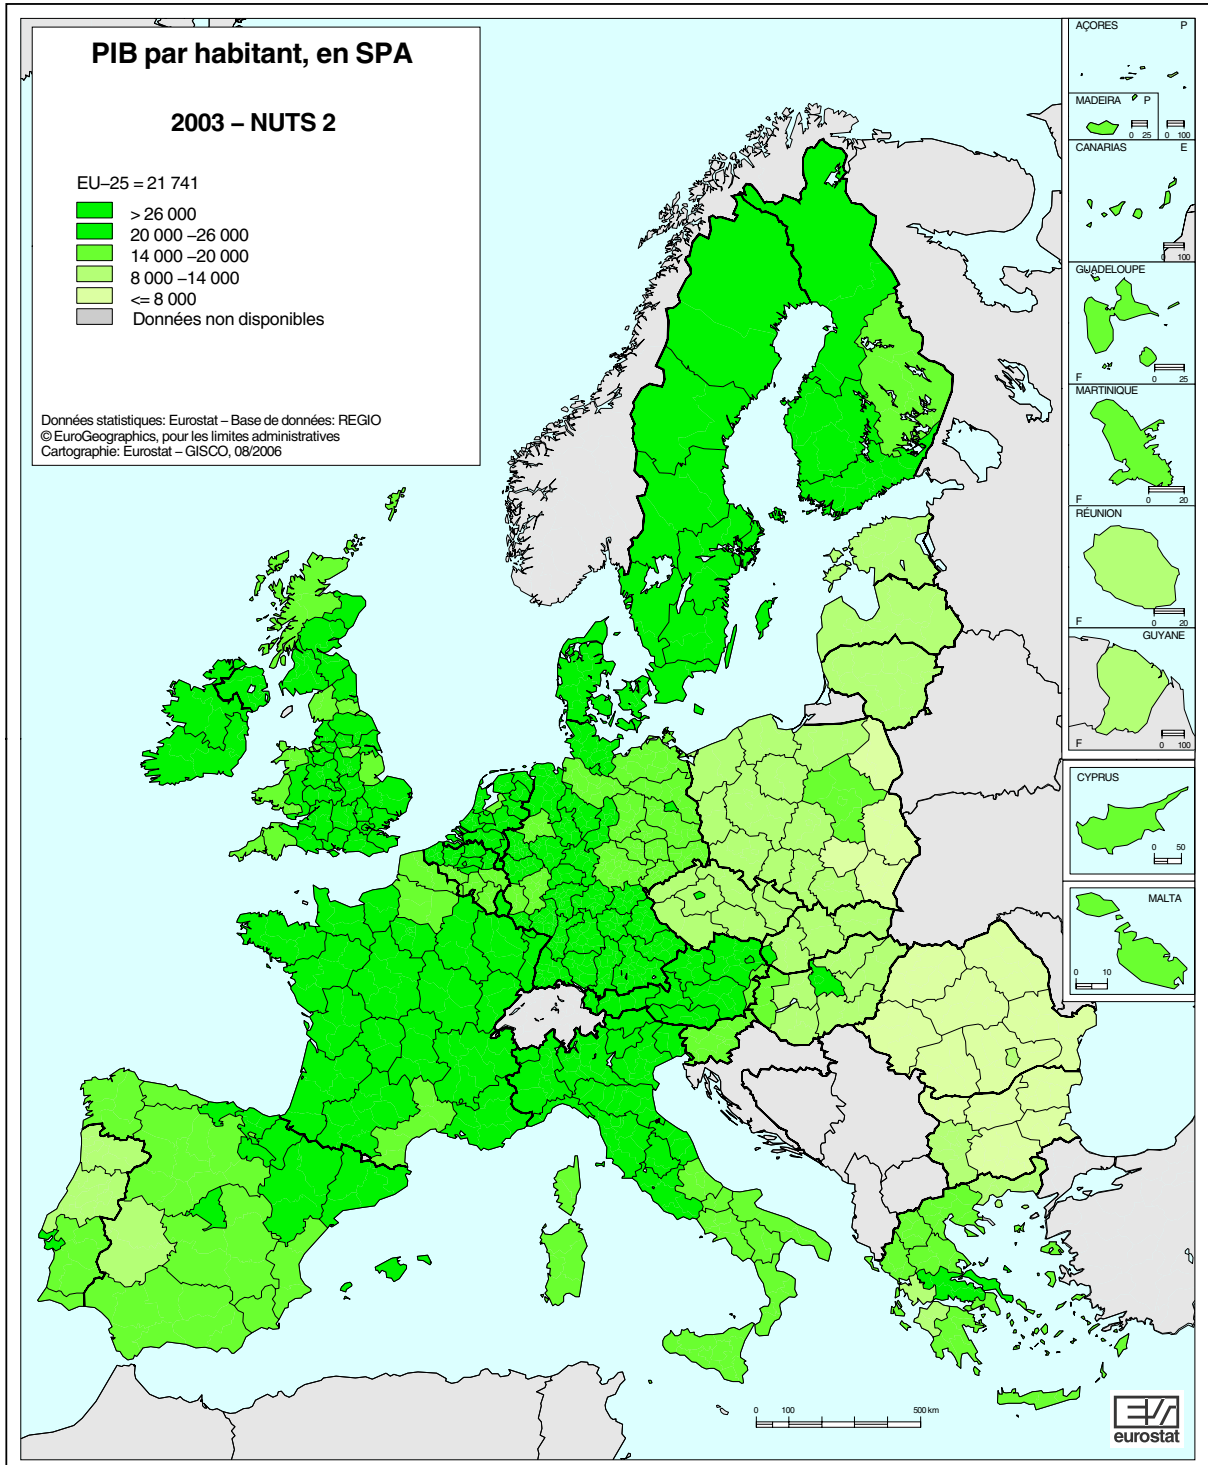 PIB par habitant, en SPA
2003 – NUTS 2
EU–25 = 21 741
> 26 000
20 000 –26 000
14 000 –20 000
8 000 –14 000
<= 8 000
Données non disponibles
Données statistiques: Eurostat – Base de données: REGIO
© EuroGeographics, pour les limites administratives
Cartographie: Eurostat – GISCO, 08/2006
AÇORES P
MADEIRA P
0 25 0 100
CANARIAS E
0 100
GUADELOUPE
F 0 25
MARTINIQUE
F 0 20
RÉUNION
F 0 20
GUYANE
F 0 100
CYPRUS
0 50
MALTA
0 10
0 100 500 km
eurostat